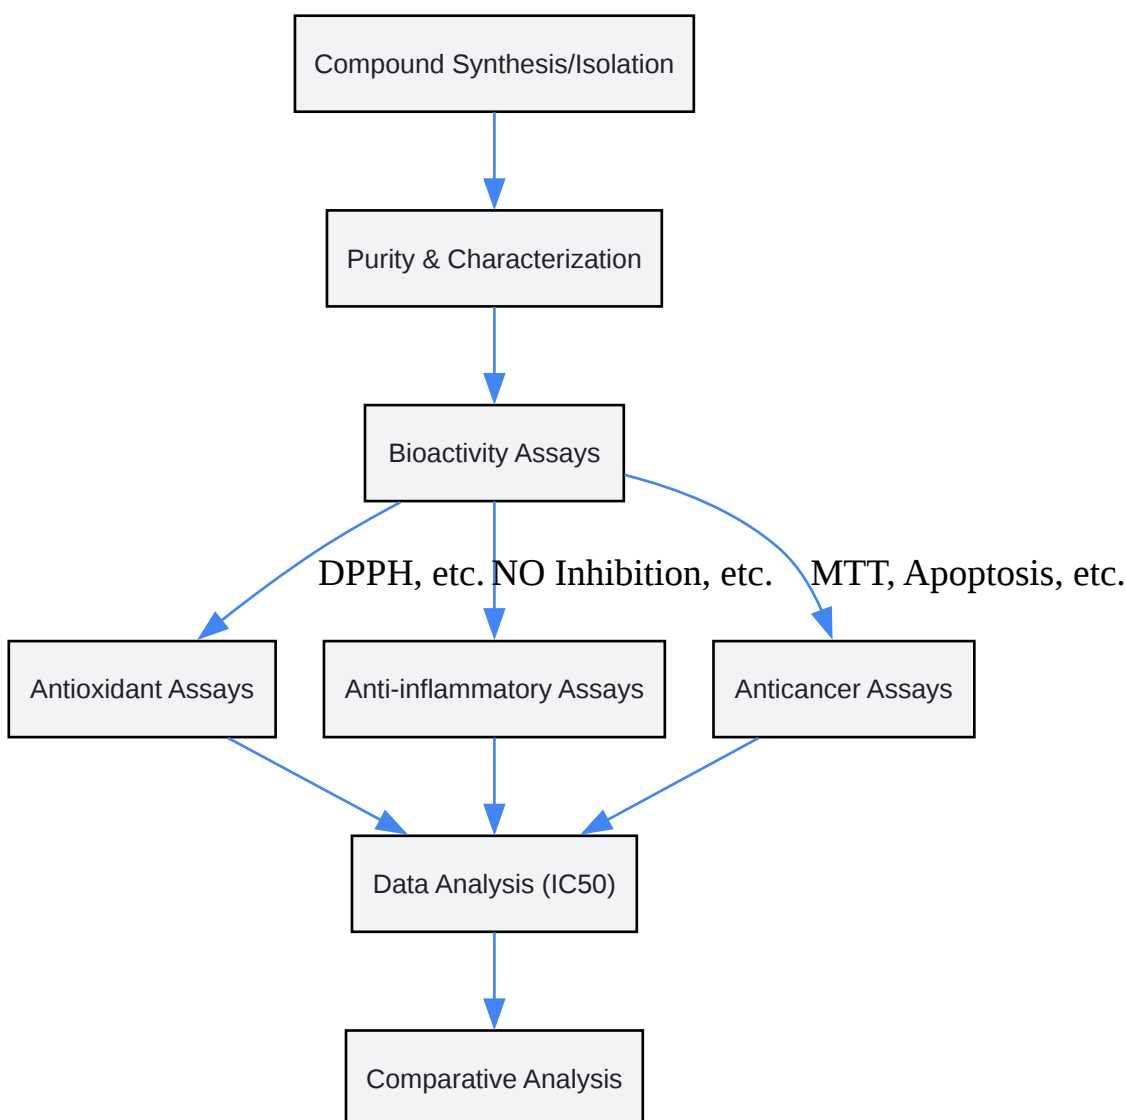 Compound Synthesis/Isolation
Purity & Characterization
Bioactivity Assays
DPPH, etc.
NO Inhibition, etc.
MTT, Apoptosis, etc.
Antioxidant Assays
Anti-inflammatory Assays
Anticancer Assays
Data Analysis (IC50)
Comparative Analysis